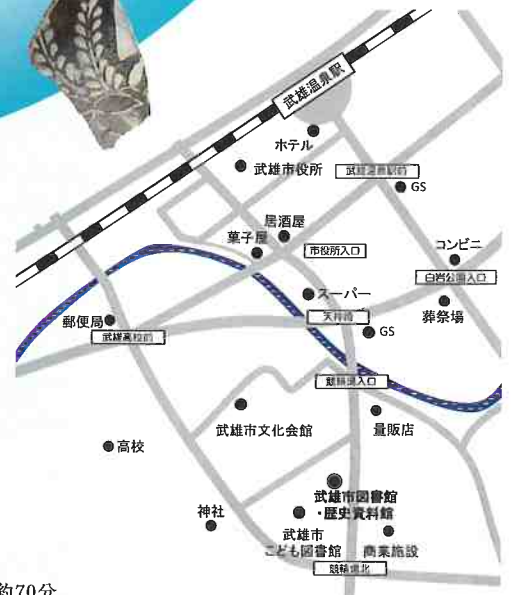 武雄温泉駅
ホテル
武雄市役所
武雄温泉駅前
GS
居酒屋
菓子屋
市役所入口
コンビニ
白岩公園入口
スーパー
葬祭場
郵便局
武雄高校前
天神崎
GS
競輪場入口
武雄市文化会館
量販店
高校
武雄市図書館
・歴史資料館
神社
武雄市
こども図書館
商業施設
競輪場北
約70分